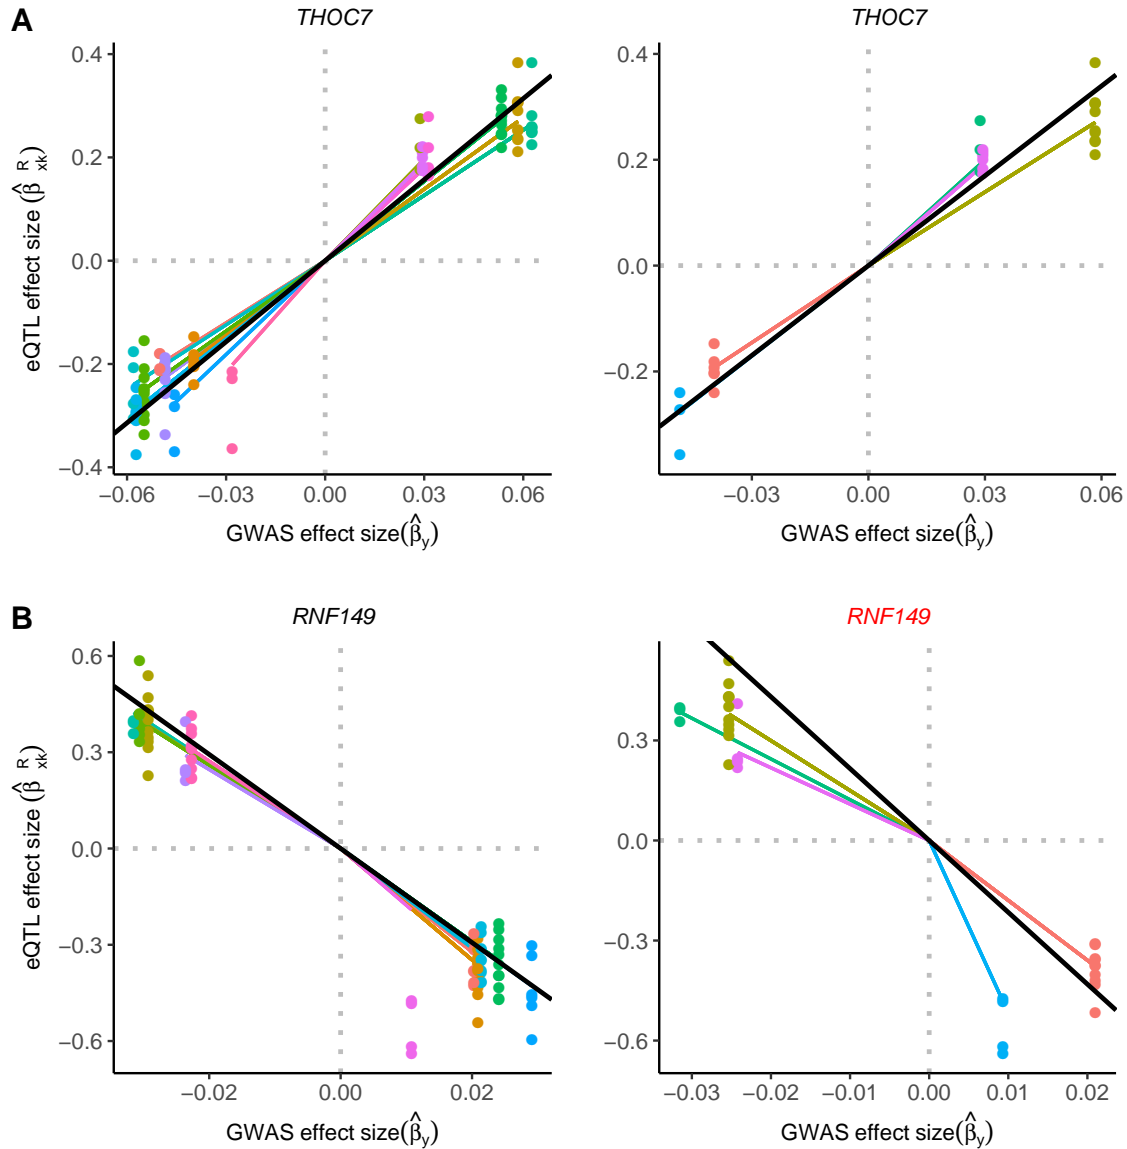 A
THOC7
THOC7
0.4
0.2
0.0
−0.2
−0.4
eQTL effect size (β̂ R xk)
−0.06 −0.03 0.00 0.03 0.06
GWAS effect size(β̂y)
0.4
0.2
0.0
−0.2
−0.03 0.00 0.03 0.06
GWAS effect size(β̂y)
B
RNF149
RNF149
0.6
0.3
0.0
−0.3
−0.6
eQTL effect size (β̂ R xk)
−0.02 0.00 0.02
GWAS effect size(β̂y)
0.3
0.0
−0.3
−0.6
−0.03 −0.02 −0.01 0.00 0.01 0.02
GWAS effect size(β̂y)